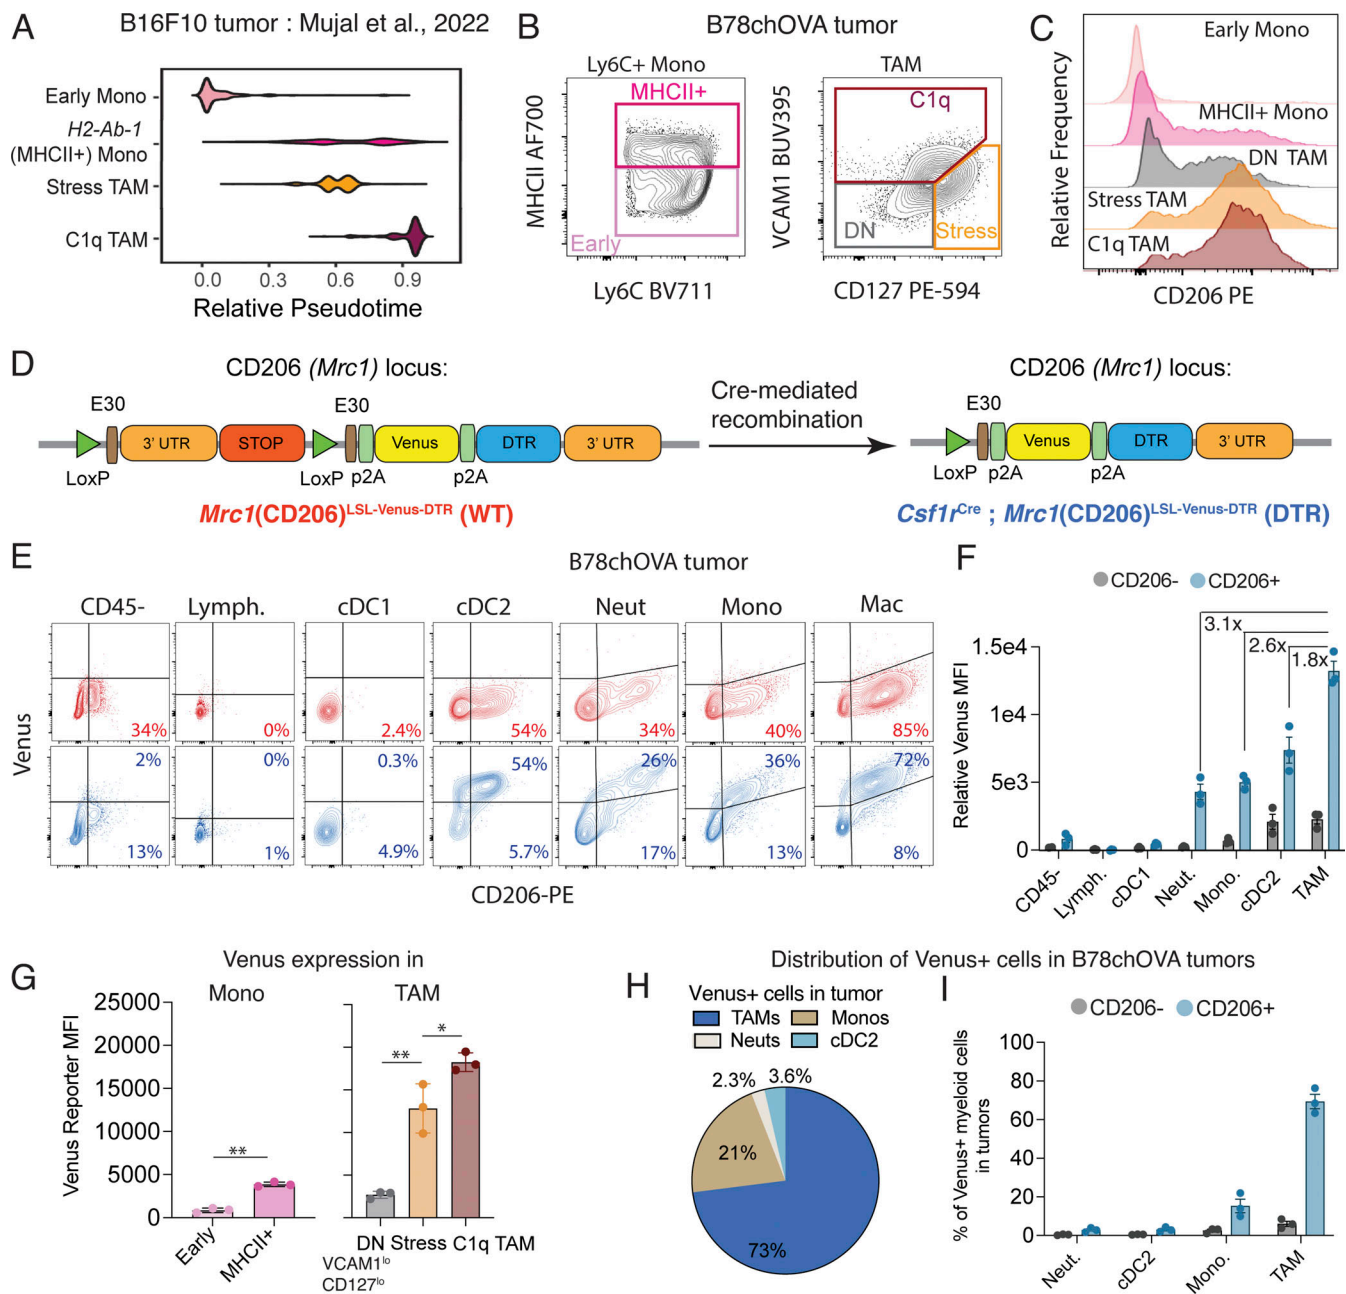 A
B16F10 tumor : Mujal et al., 2022
Early Mono
H2-Ab-1
(MHCII+) Mono
Stress TAM
C1q TAM
0.0 0.3 0.6 0.9
Relative Pseudotime
B
B78chOVA tumor
Ly6C+ Mono
MHCII+
Early
MHCII AF700
Ly6C BV711
TAM
C1q
DN
Stress
VCAM1 BUV395
CD127 PE-594
C
Early Mono
MHCII+ Mono
DN TAM
Stress TAM
C1q TAM
Relative Frequency
CD206 PE
D
CD206 (Mrc1) locus:
E30 E30
3' UTR STOP Venus DTR 3' UTR
LoxP LoxP p2A p2A
Mrc1(CD206)LSL-Venus-DTR (WT)
Cre-mediated
recombination
CD206 (Mrc1) locus:
E30
Venus DTR 3' UTR
LoxP p2A p2A
Csf1rCre ; Mrc1(CD206)LSL-Venus-DTR (DTR)
E
B78chOVA tumor
CD45- Lymph. cDC1 cDC2 Neut Mono Mac
34% 0% 2.4% 54% 34% 40% 85%
2% 0% 0.3% 54% 26% 36% 72%
13% 1% 4.9% 5.7% 17% 13% 8%
Venus
CD206-PE
F
CD206- CD206+
3.1x
2.6x
1.8x
1.5e4
1e4
5e3
0
Relative Venus MFI
CD45- Lymph. cDC1 Neut. Mono. cDC2 TAM
G
Venus expression in
Mono TAM
25000
20000
15000
10000
5000
0
Venus Reporter MFI
** ** *
Early MHCII+
DN Stress C1q TAM
VCAM1lo
CD127lo
Distribution of Venus+ cells in B78chOVA tumors
H
Venus+ cells in tumor
TAMs Monos
Neuts cDC2
2.3% 3.6%
21%
73%
I
CD206- CD206+
100
80
60
40
20
0
% of Venus+ myeloid cells
in tumors
Neut. cDC2 Mono. TAM